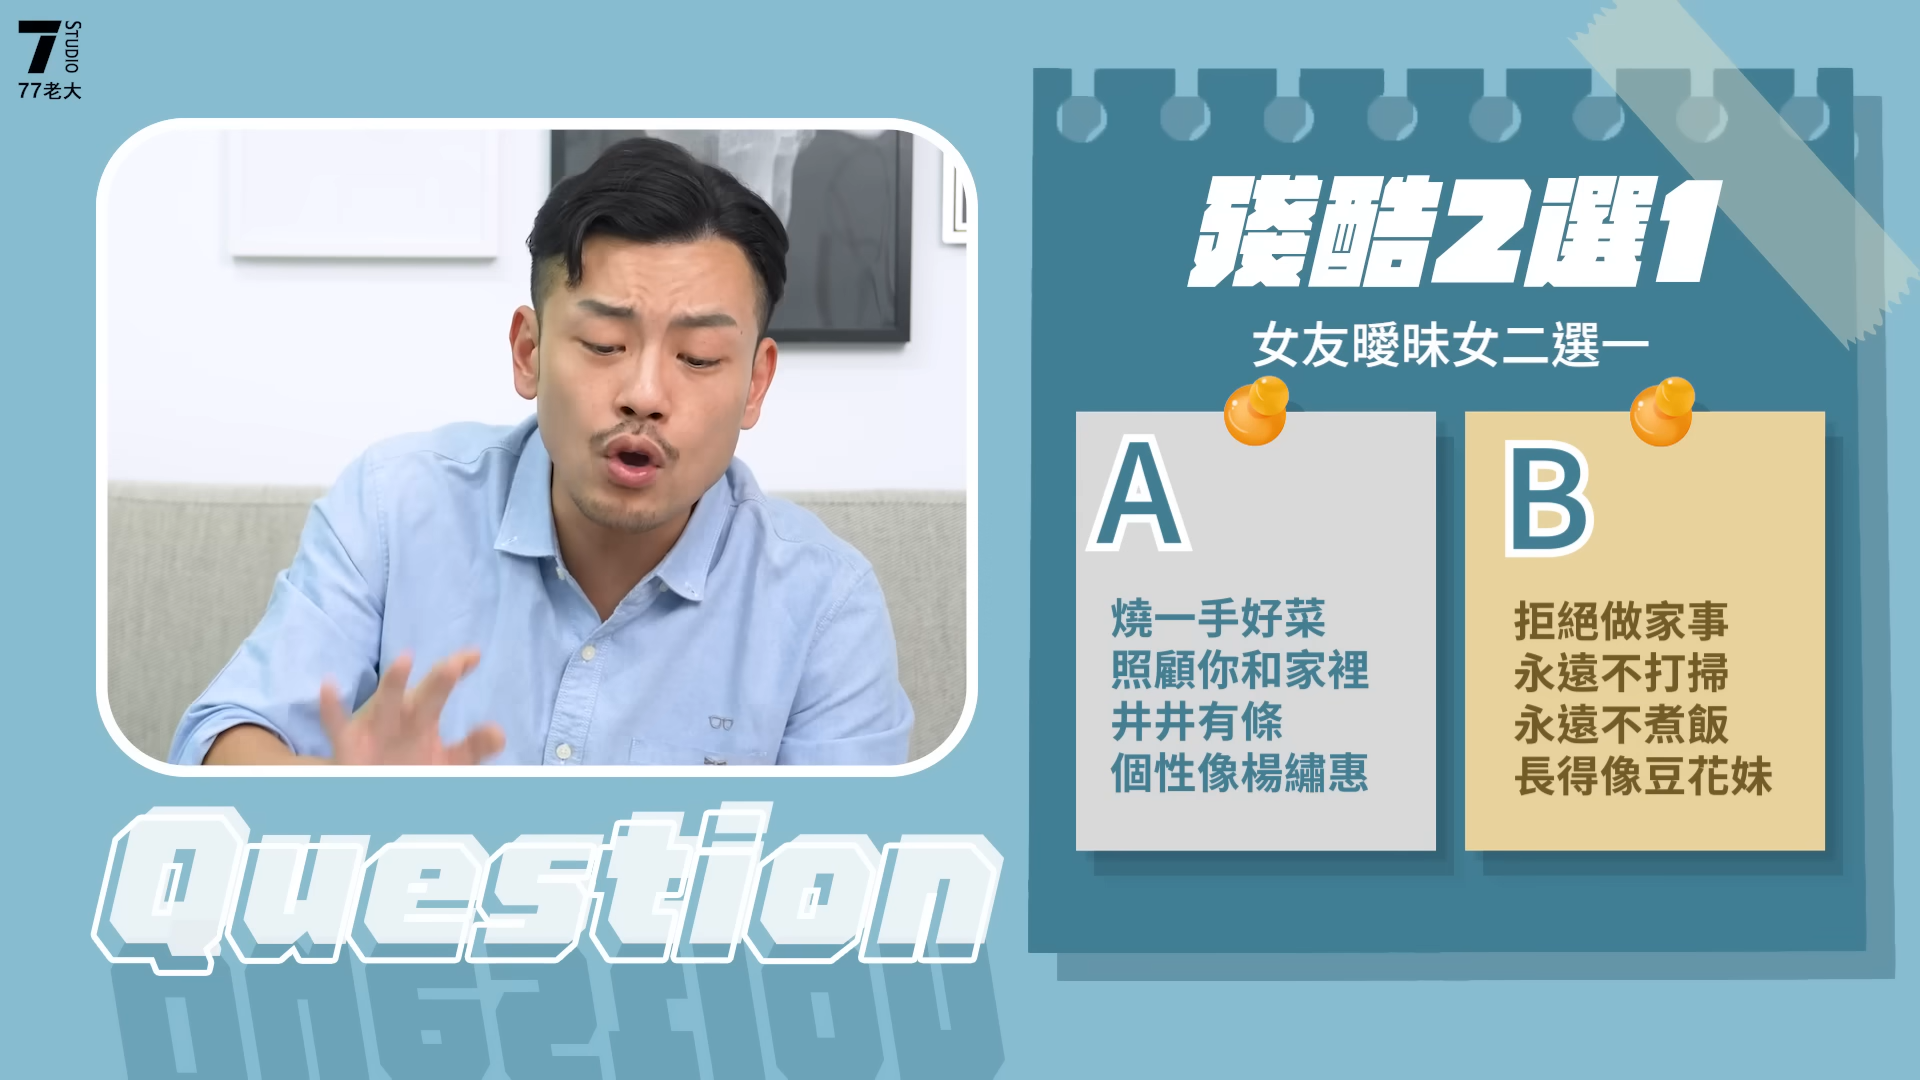 7 STUDIO
77老大
殘酷2選1
女友曖昧女二選一
A
燒一手好菜
照顧你和家裡
井井有條
個性像楊繡惠
B
拒絕做家事
永遠不打掃
永遠不煮飯
長得像豆花妹
Question